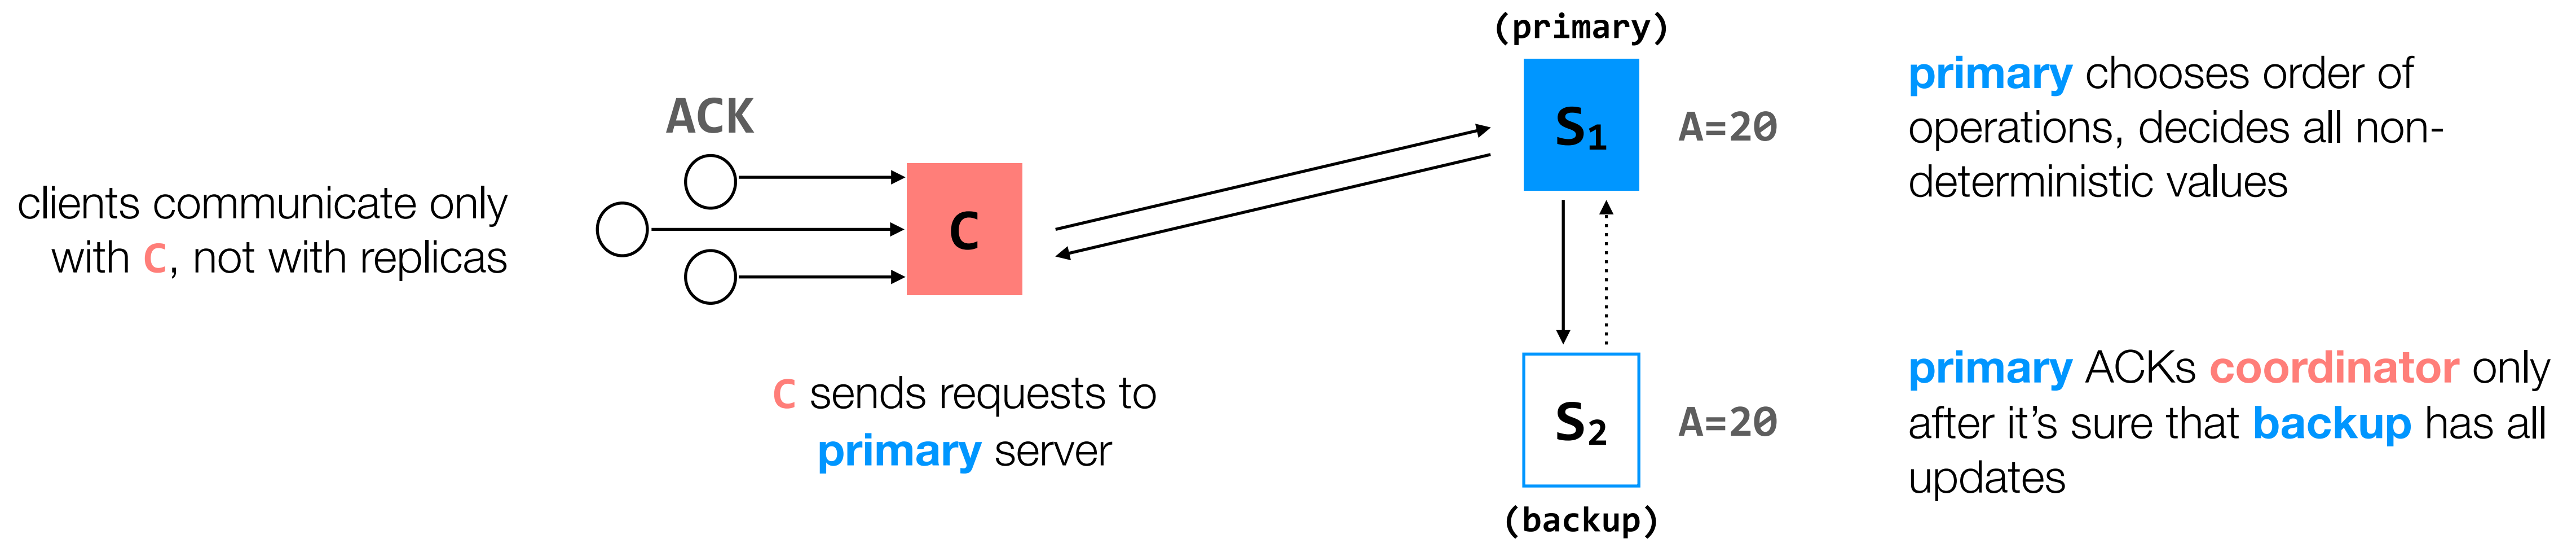 clients communicate only
with C, not with replicas
ACK
C
C sends requests to
primary server
(primary)
S₁
A=20
S₂
A=20
(backup)
primary chooses order of
operations, decides all non-
deterministic values
primary ACKs coordinator only
after it’s sure that backup has all
updates